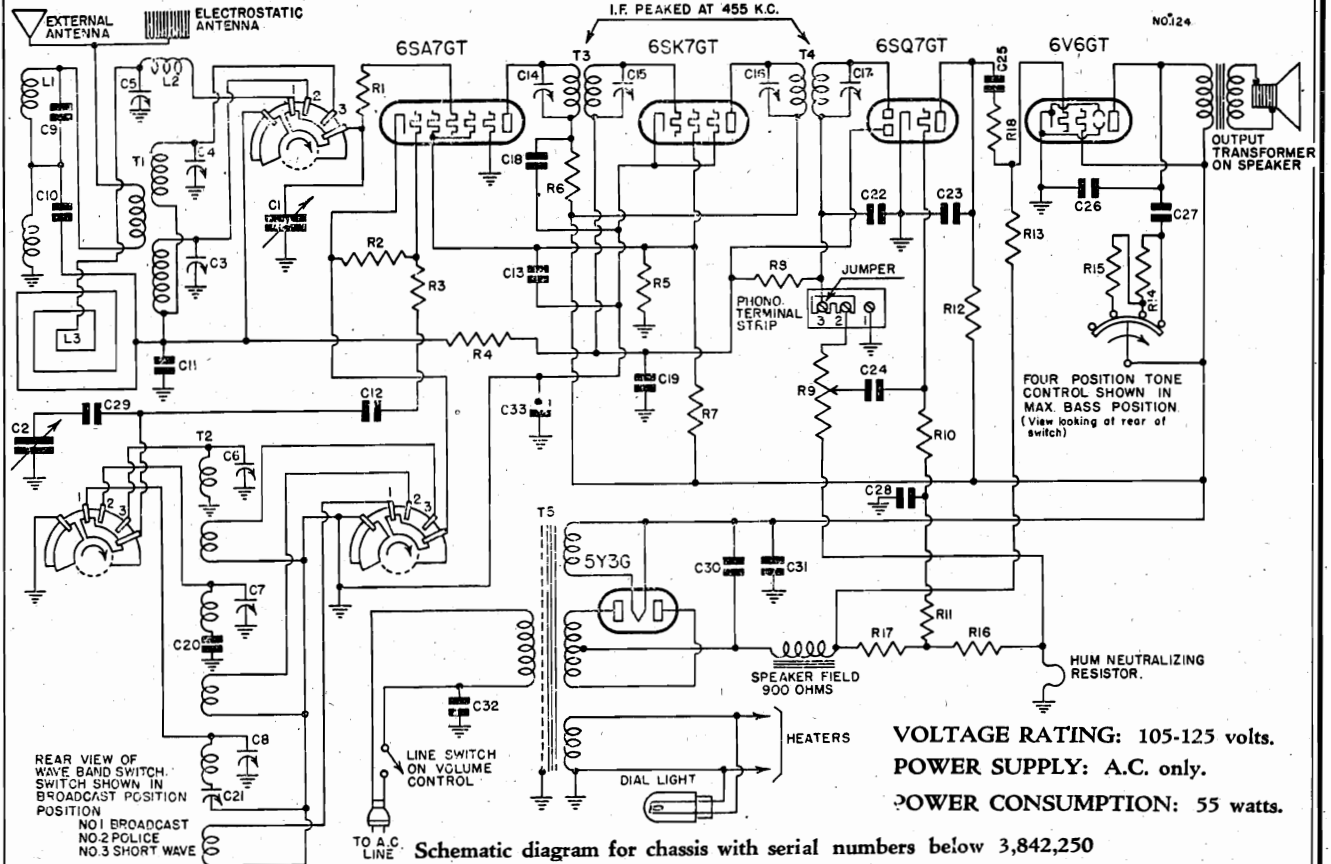 I.F. PEAKED AT 455 K.C.
NO.124
EXTERNAL
ANTENNA
ELECTROSTATIC
ANTENNA
6SA7GT
6SK7GT
6SQ7GT
6V6GT
T3
T4
L1
C9
C5
L2
1
2
3
R1
C14
C15
C16
C17
C25
R18
OUTPUT
TRANSFORMER
ON SPEAKER
T1
C4
C10
C18
R6
C1
C22
C23
C26
C27
R2
R3
C3
C13
R5
R8
JUMPER
PHONO.
TERMINAL
STRIP
3
2
1
R13
R15
R14
R12
L3
C11
R4
C19
R9
C24
C29
C12
C33
R7
R10
FOUR POSITION TONE
CONTROL SHOWN IN
MAX. BASS POSITION.
(View looking at rear of
switch)
C2
T2
C6
1
2
3
1
2
3
C28
T5
5Y3G
C30
C31
C7
C20
R11
R17
R16
SPEAKER FIELD
900 OHMS
HUM NEUTRALIZING
RESISTOR.
C32
C8
C21
HEATERS
DIAL LIGHT
LINE SWITCH
ON VOLUME
CONTROL
TO A.C.
LINE
REAR VIEW OF
WAVE BAND SWITCH.
SWITCH SHOWN IN
BROADCAST POSITION
POSITION
NO.1 BROADCAST
NO.2 POLICE
NO.3 SHORT WAVE
VOLTAGE RATING: 105-125 volts.
POWER SUPPLY: A.C. only.
POWER CONSUMPTION: 55 watts.
Schematic diagram for chassis with serial numbers below 3,842,250